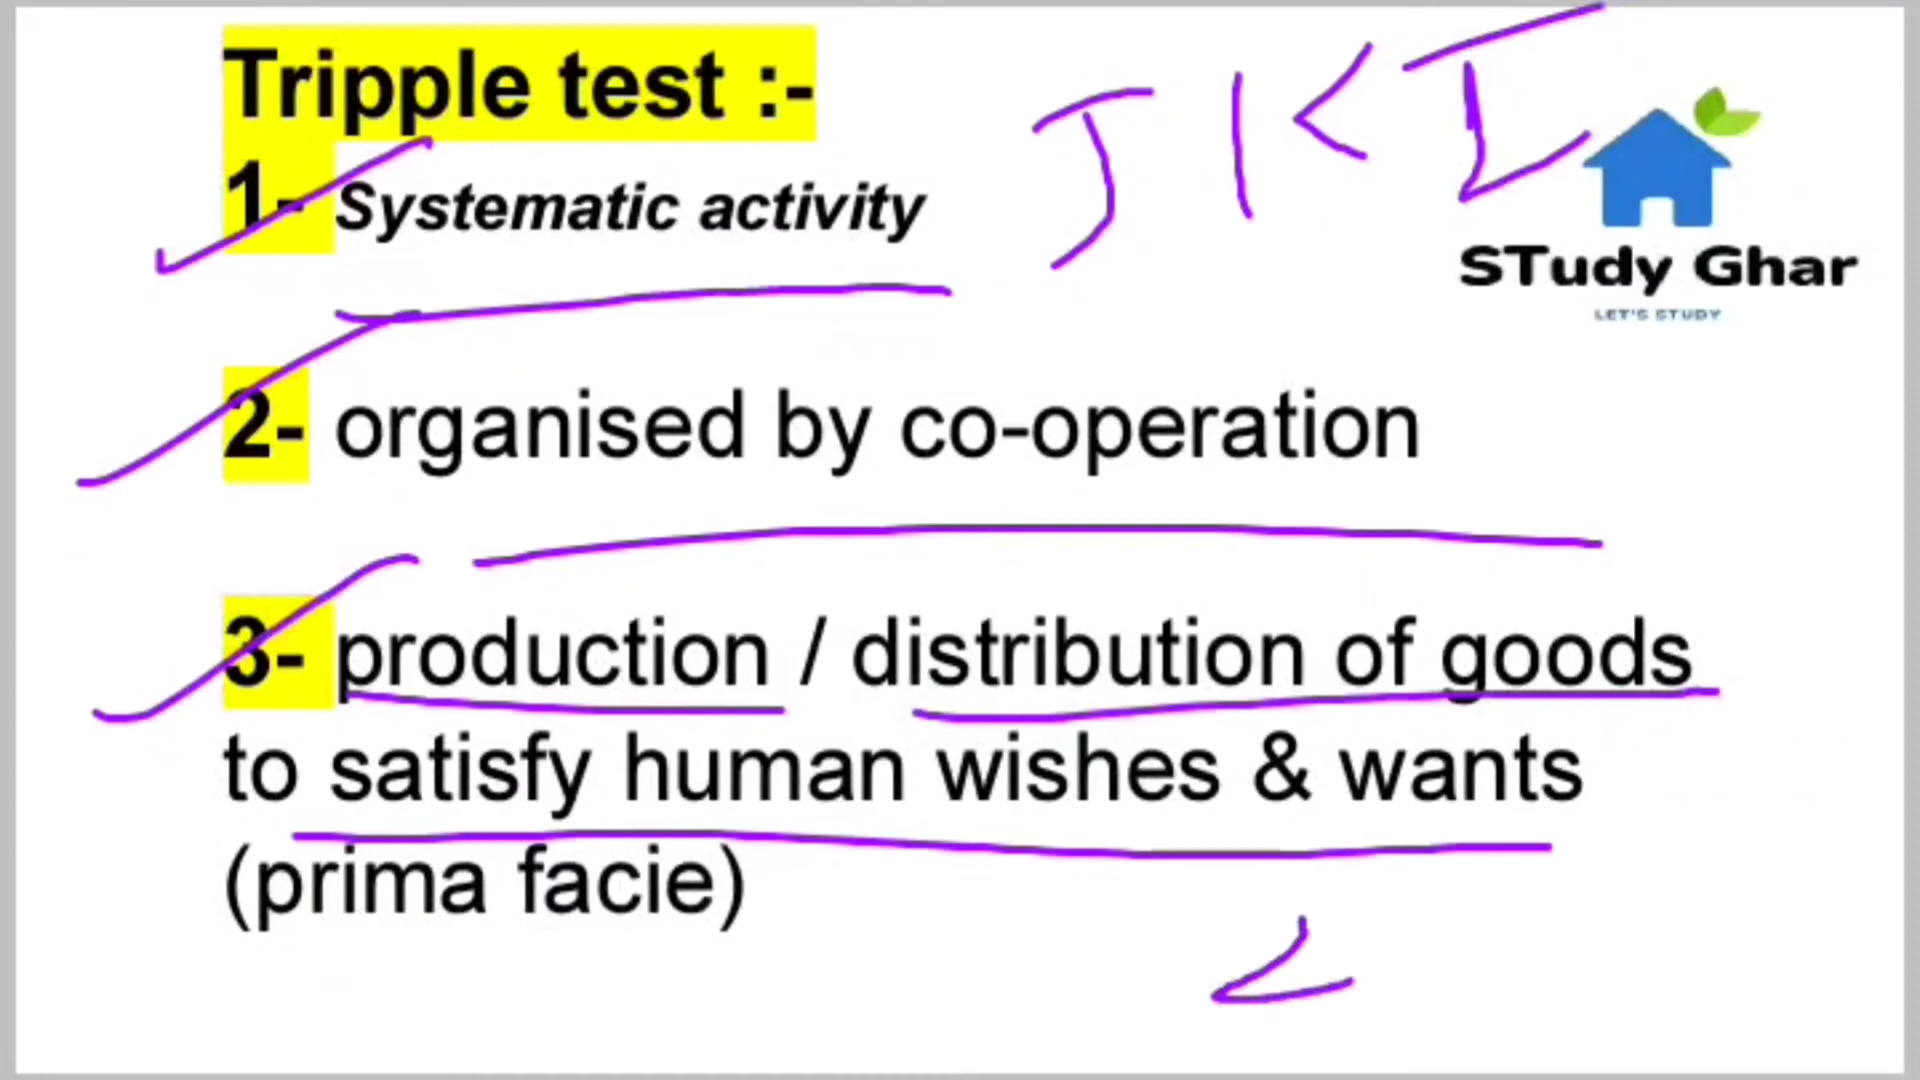 Tripple test :-
1- Systematic activity
JKI
STudy Ghar
LET'S STUDY
2- organised by co-operation
3- production / distribution of goods
to satisfy human wishes & wants
(prima facie)